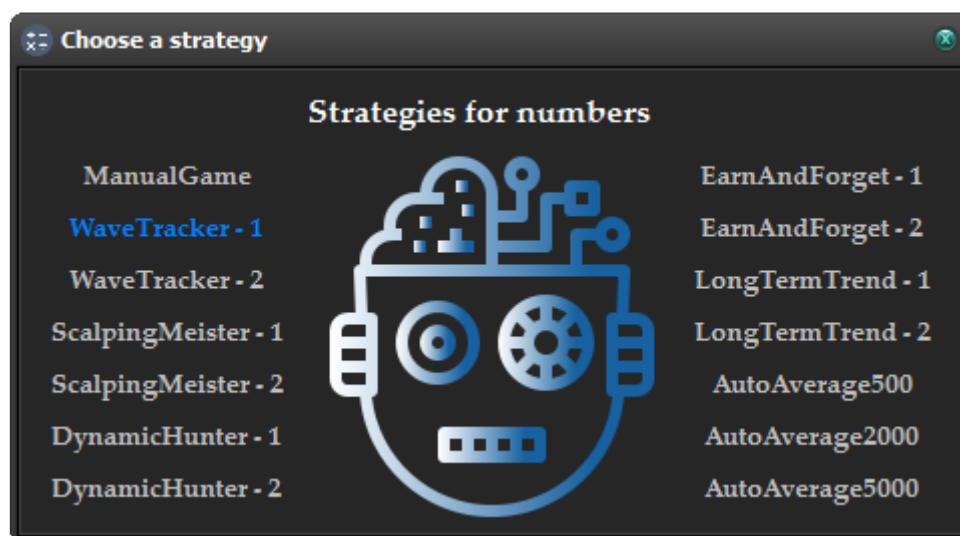 Choose a strategy
Strategies for numbers
ManualGame
WaveTracker - 1
WaveTracker - 2
ScalpingMeister - 1
ScalpingMeister - 2
DynamicHunter - 1
DynamicHunter - 2
EarnAndForget - 1
EarnAndForget - 2
LongTermTrend - 1
LongTermTrend - 2
AutoAverage500
AutoAverage2000
AutoAverage5000